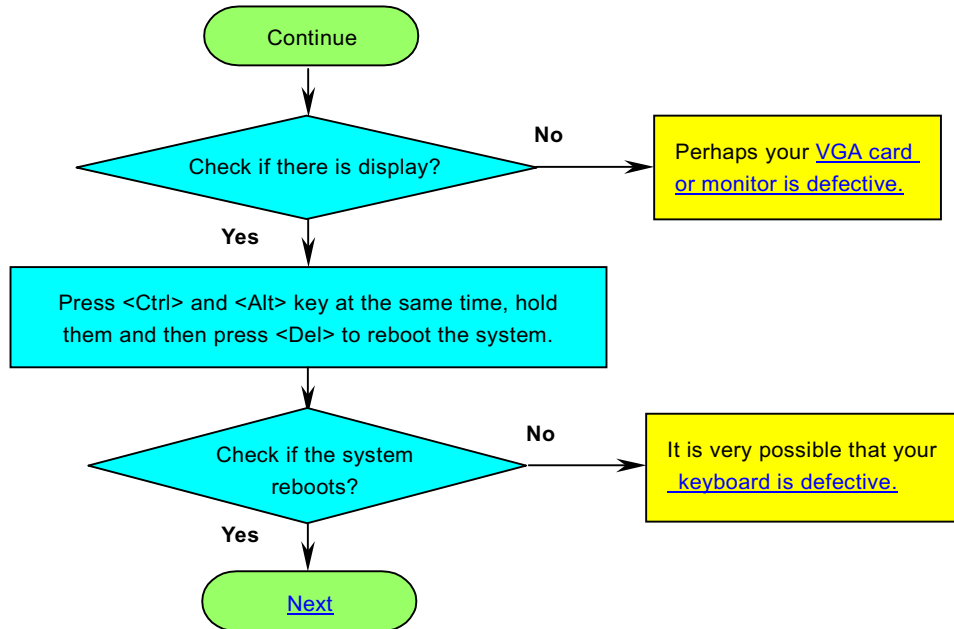 Continue
Check if there is display?
No
Perhaps your VGA card
or monitor is defective.
Yes
Press <Ctrl> and <Alt> key at the same time, hold
them and then press <Del> to reboot the system.
Check if the system
reboots?
No
It is very possible that your
keyboard is defective.
Yes
Next